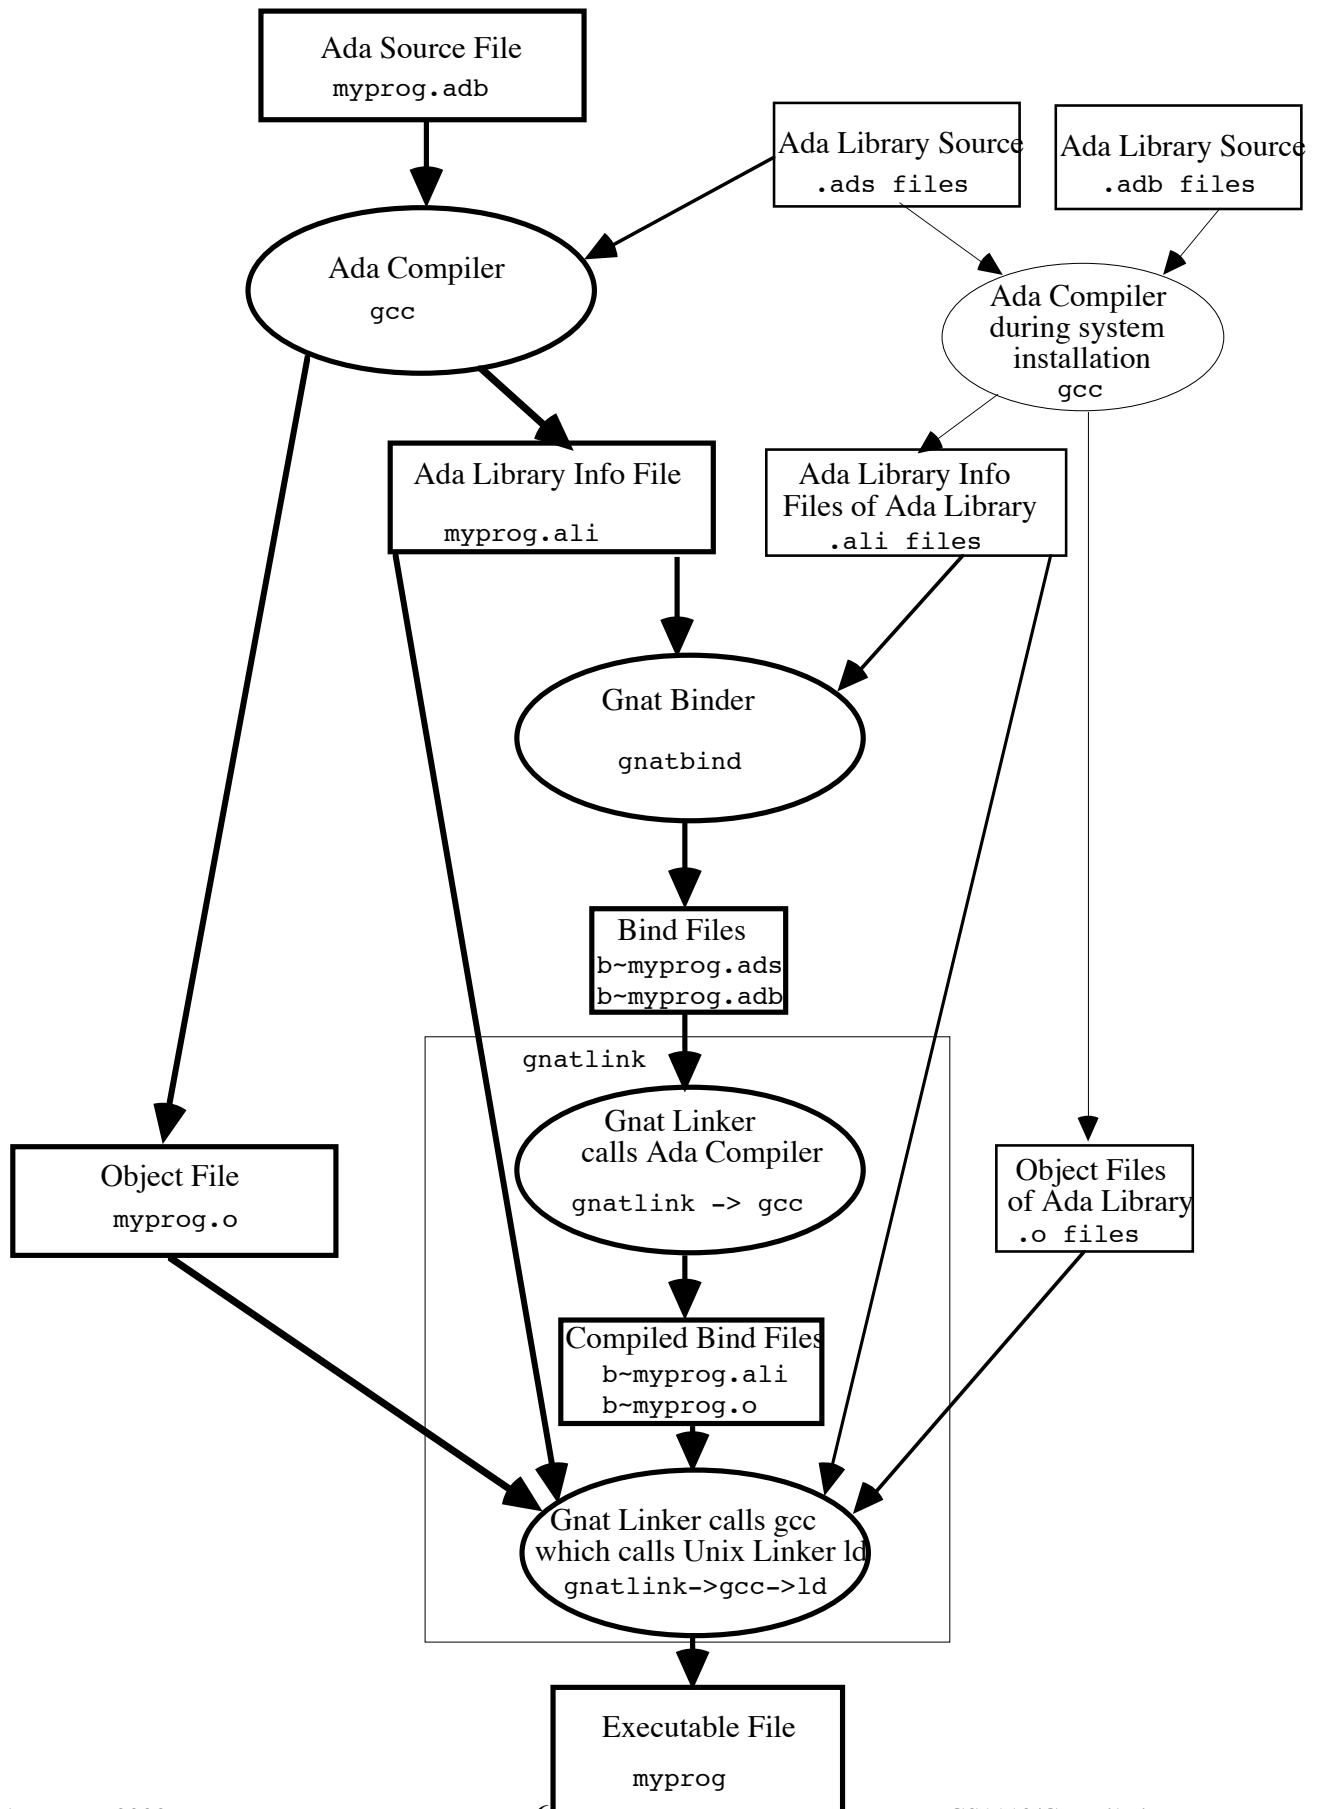 Ada Source File
myprog.adb
Ada Library Source
.ads files
Ada Library Source
.adb files
Ada Compiler
gcc
Ada Compiler
during system
installation
gcc
Ada Library Info File
myprog.ali
Ada Library Info
Files of Ada Library
.ali files
Gnat Binder
gnatbind
Bind Files
b~myprog.ads
b~myprog.adb
gnatlink
Gnat Linker
calls Ada Compiler
gnatlink -> gcc
Object File
myprog.o
Object Files
of Ada Library
.o files
Compiled Bind Files
b~myprog.ali
b~myprog.o
Gnat Linker calls gcc
which calls Unix Linker ld
gnatlink->gcc->ld
Executable File
myprog